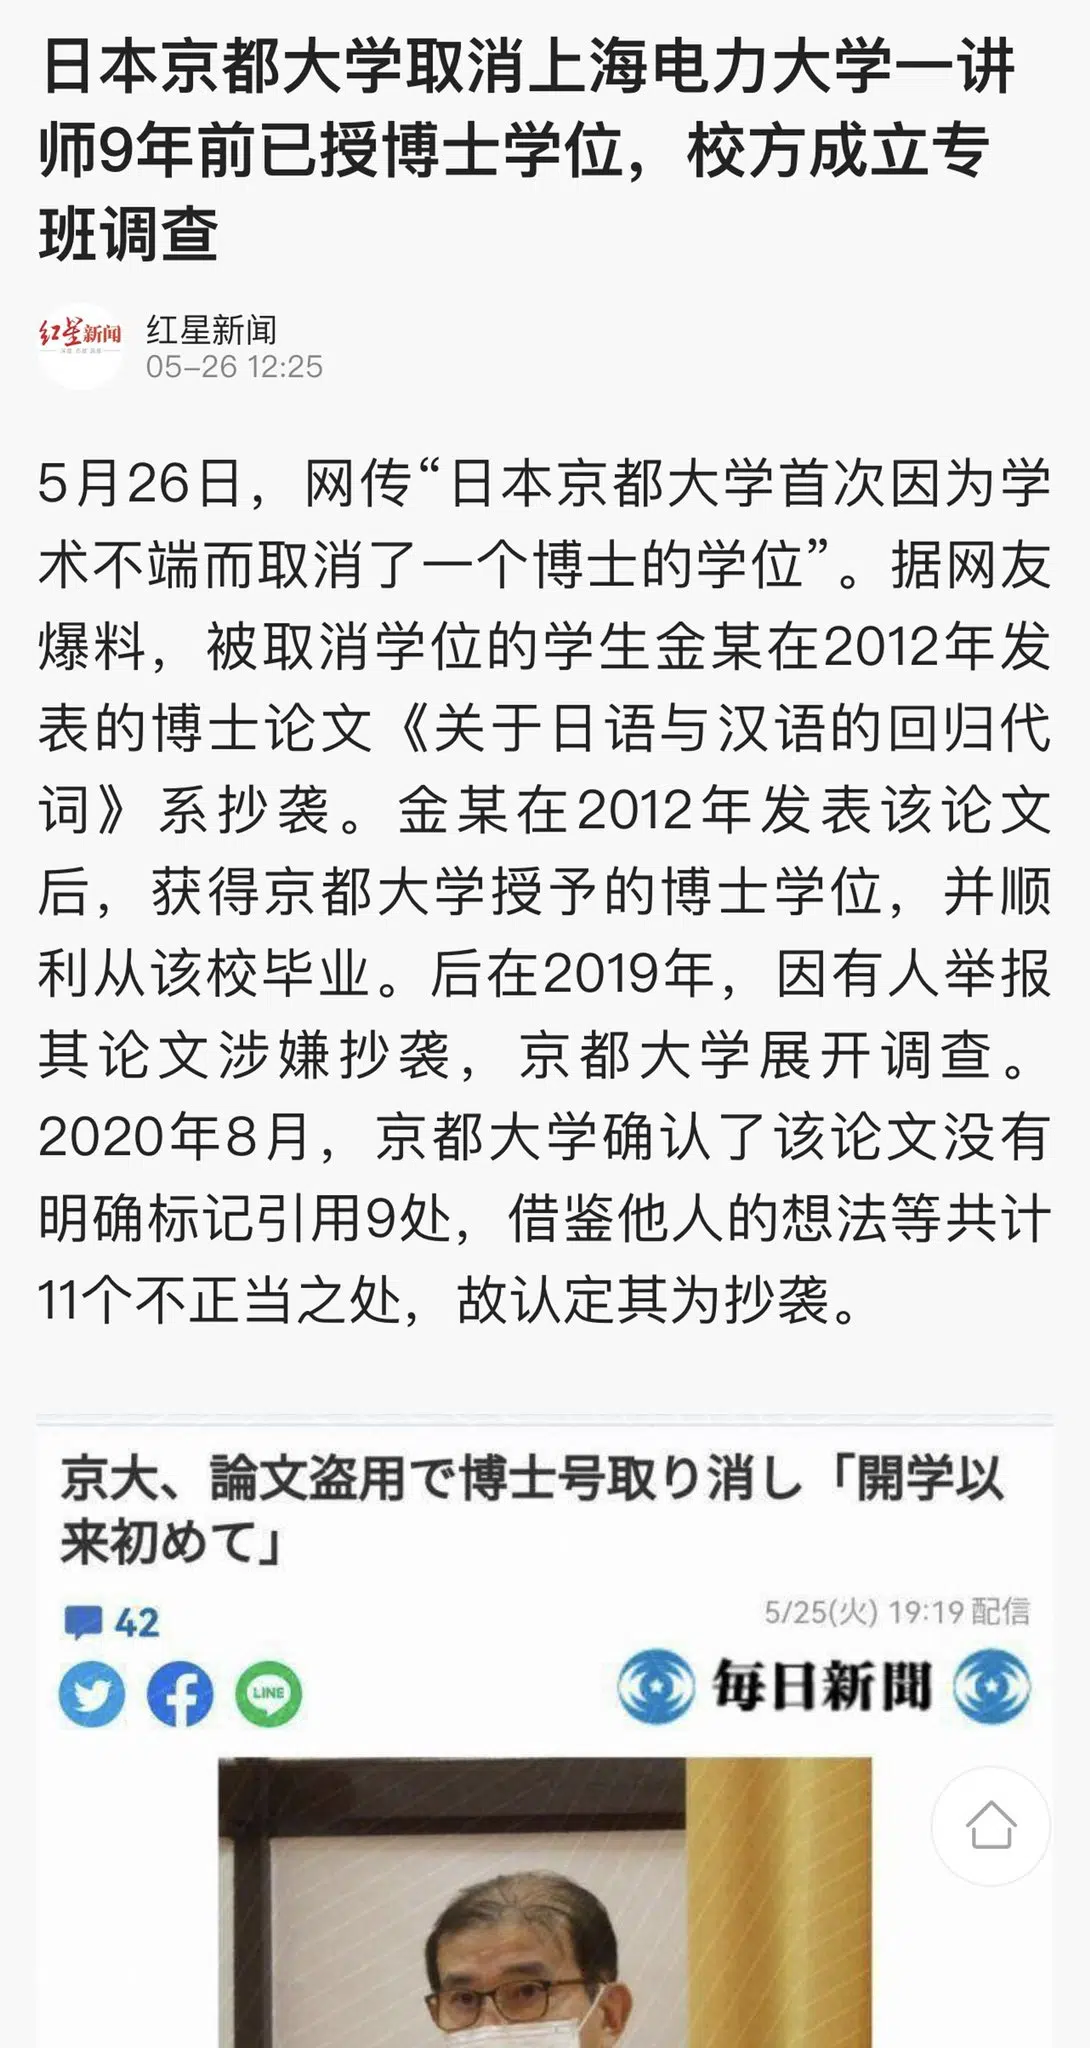 日本京都大学取消上海电力大学一讲
师9年前已授博士学位，校方成立专
班调查
红星新闻
红星新闻
05-26 12:25
5月26日，网传“日本京都大学首次因为学
术不端而取消了一个博士的学位”。据网友
爆料，被取消学位的学生金某在2012年发
表的博士论文《关于日语与汉语的回归代
词》系抄袭。金某在2012年发表该论文
后，获得京都大学授予的博士学位，并顺
利从该校毕业。后在2019年，因有人举报
其论文涉嫌抄袭，京都大学展开调查。
2020年8月，京都大学确认了该论文没有
明确标记引用9处，借鉴他人的想法等共计
11个不正当之处，故认定其为抄袭。
京大、論文盗用で博士号取り消し「開学以
来初めて」
42
5/25(火) 19:19配信
LINE
毎日新聞